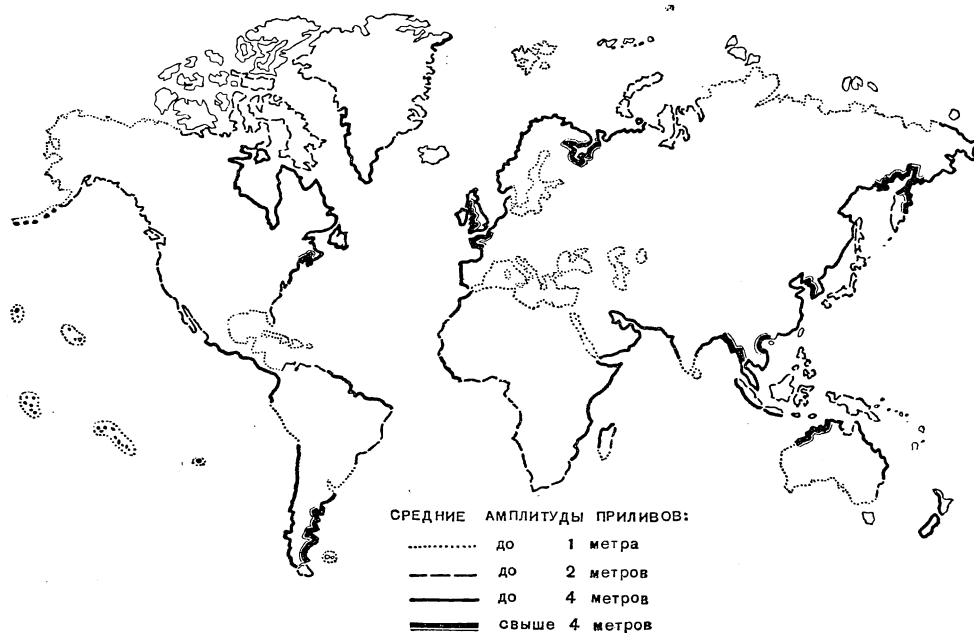 СРЕДНИЕ АМПЛИТУДЫ ПРИЛИВОВ:
до 1 метра
до 2 метров
до 4 метров
свыше 4 метров